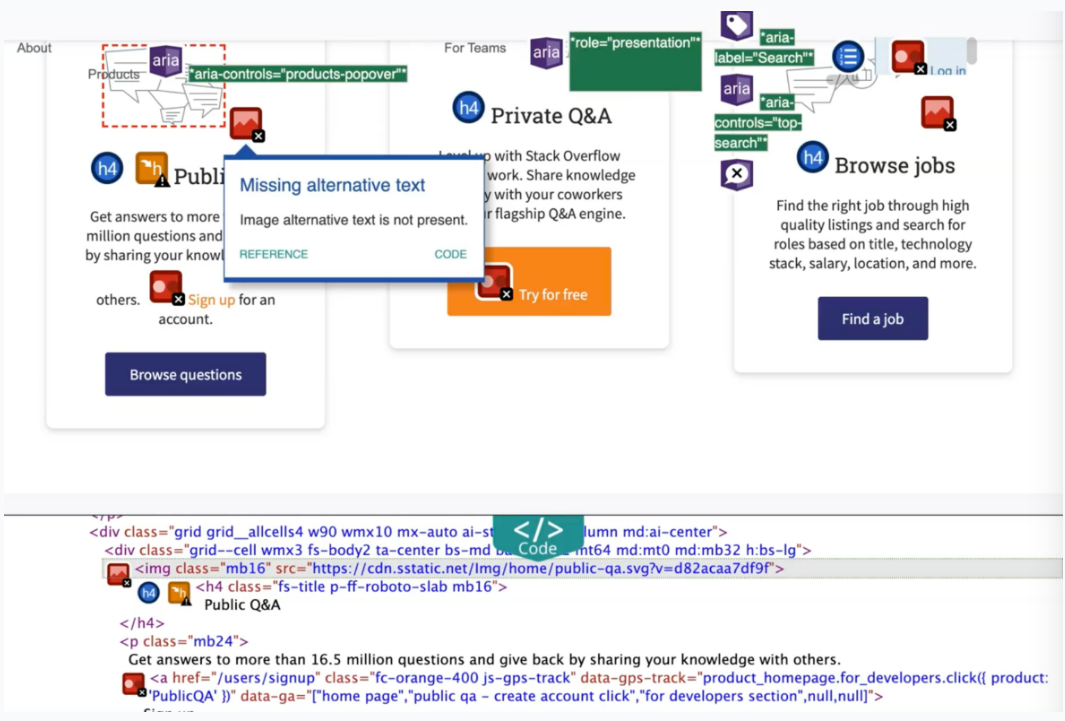 About
Products
aria
*aria-controls="products-popover"*
For Teams
aria
*role="presentation"*
*aria-
label="Search"*
aria
*aria-
controls="top-
search"*
Log in
h4
h
Publi
Get answers to more
million questions and
by sharing your knowl
others.
Sign up for an
account.
Browse questions
Missing alternative text
Image alternative text is not present.
REFERENCE
CODE
h4
Private Q&A
up with Stack Overflow
work. Share knowledge
y with your coworkers
r flagship Q&A engine.
Try for free
h4
Browse jobs
Find the right job through high
quality listings and search for
roles based on title, technology
stack, salary, location, and more.
Find a job
</>
Code
</p>
<div class="grid grid__allcells4 w90 wmx10 mx-auto ai-st lumn md:ai-center">
<div class="grid--cell wmx3 fs-body2 ta-center bs-md mt64 md:mt0 md:mb32 h:bs-lg">
<img class="mb16" src="https://cdn.sstatic.net/Img/home/public-qa.svg?v=d82acaa7df9f">
h4
h
<h4 class="fs-title p-ff-roboto-slab mb16">
Public Q&A
</h4>
<p class="mb24">
Get answers to more than 16.5 million questions and give back by sharing your knowledge with others.
<a href="/users/signup" class="fc-orange-400 js-gps-track" data-gps-track="product_homepage.for_developers.click({ product:
'PublicQA' })" data-ga="["home page","public qa - create account click","for developers section",null,null]">